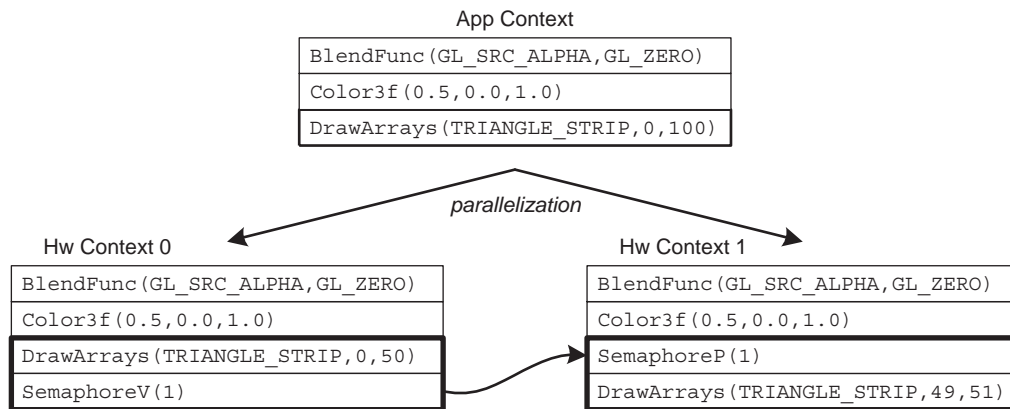 App Context
BlendFunc(GL_SRC_ALPHA,GL_ZERO)
Color3f(0.5,0.0,1.0)
DrawArrays(TRIANGLE_STRIP,0,100)
parallelization
Hw Context 0
BlendFunc(GL_SRC_ALPHA,GL_ZERO)
Color3f(0.5,0.0,1.0)
DrawArrays(TRIANGLE_STRIP,0,50)
SemaphoreV(1)
Hw Context 1
BlendFunc(GL_SRC_ALPHA,GL_ZERO)
Color3f(0.5,0.0,1.0)
SemaphoreP(1)
DrawArrays(TRIANGLE_STRIP,49,51)